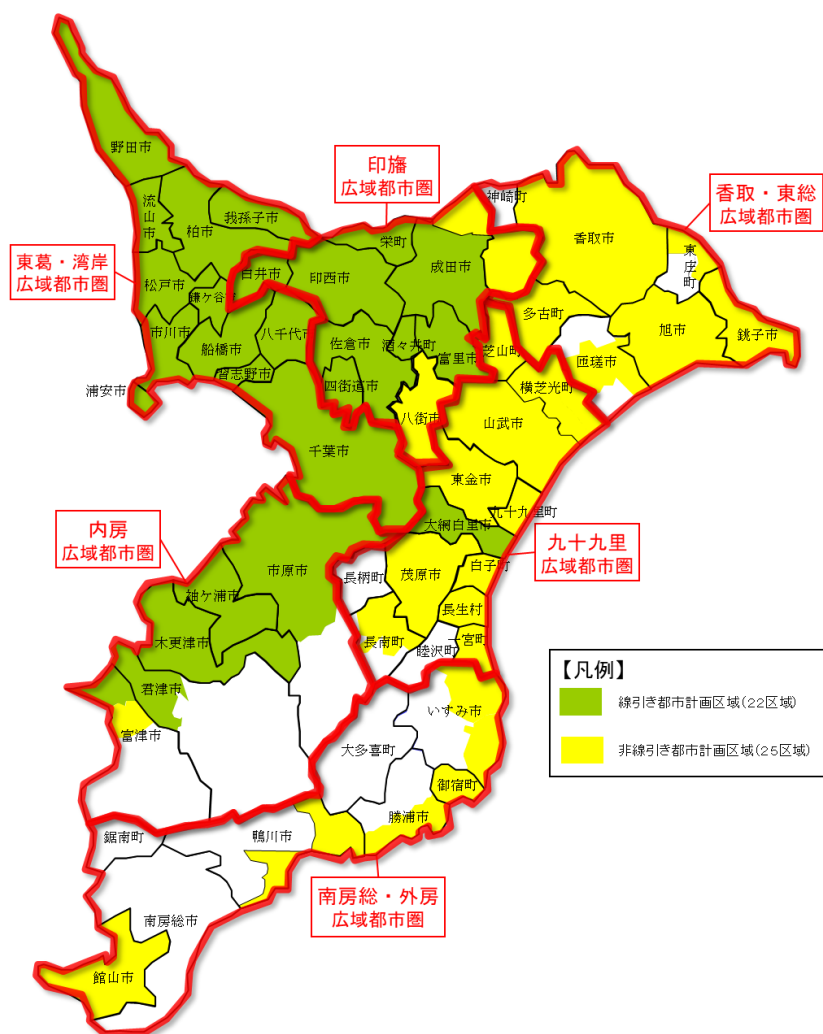 野田市
印旛
広域都市圏
神崎町
香取・東総
広域都市圏
流山市
柏市
我孫子市
栄町
香取市
東庄町
東葛・湾岸
広域都市圏
松戸市
鎌ケ谷市
白井市
印西市
成田市
多古町
旭市
銚子市
市川市
船橋市
八千代市
佐倉市
酒々井町
富里市
芝山町
匝瑳市
浦安市
習志野市
四街道市
八街市
横芝光町
山武市
千葉市
東金市
九十九里町
大網白里市
内房
広域都市圏
九十九里
広域都市圏
市原市
長柄町
茂原市
白子町
袖ケ浦市
長生村
木更津市
長南町
睦沢町
一宮町
君津市
富津市
いすみ市
大多喜町
御宿町
勝浦市
【凡例】
線引き都市計画区域(22区域)
非線引き都市計画区域(25区域)
鋸南町
鴨川市
南房総・外房
広域都市圏
南房総市
館山市